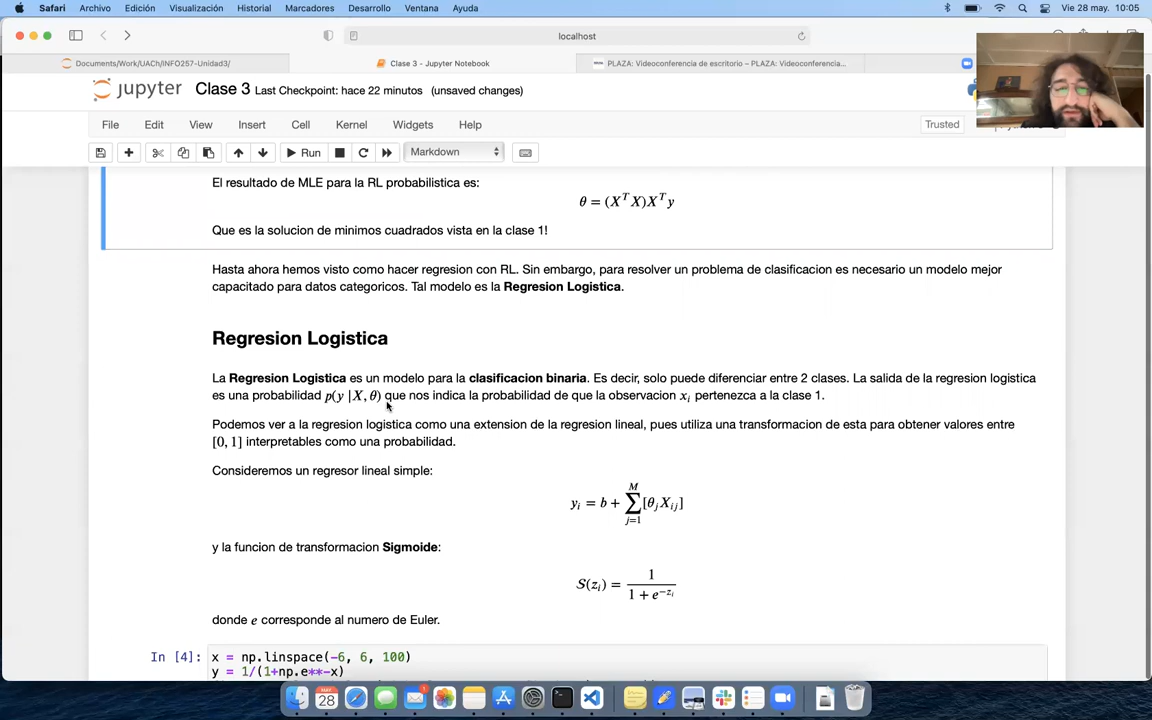 Safari Archivo Edición Visualización Historial Marcadores Desarrollo Ventana Ayuda Vie 28 may. 10:05
localhost
Documents/Work/UACh/INFO257-Unidad3/ Clase 3 - Jupyter Notebook PLAZA: Videoconferencia de escritorio – PLAZA: Videoconferencia...
jupyter Clase 3 Last Checkpoint: hace 22 minutos (unsaved changes)
File Edit View Insert Cell Kernel Widgets Help Trusted
Run Markdown
El resultado de MLE para la RL probabilistica es:
θ = (X^T X)X^T y
Que es la solucion de minimos cuadrados vista en la clase 1!
Hasta ahora hemos visto como hacer regresion con RL. Sin embargo, para resolver un problema de clasificacion es necesario un modelo mejor
capacitado para datos categoricos. Tal modelo es la Regresion Logistica.
Regresion Logistica
La Regresion Logistica es un modelo para la clasificacion binaria. Es decir, solo puede diferenciar entre 2 clases. La salida de la regresion logistica
es una probabilidad p(y |X, θ) que nos indica la probabilidad de que la observacion x_i pertenezca a la clase 1.
Podemos ver a la regresion logistica como una extension de la regresion lineal, pues utiliza una transformacion de esta para obtener valores entre
[0, 1] interpretables como una probabilidad.
Consideremos un regresor lineal simple:
y_i = b + ∑_{j=1}^{M} [θ_j X_{ij}]
y la funcion de transformacion Sigmoide:
S(z_i) = 1 / (1 + e^{-z_i})
donde e corresponde al numero de Euler.
In [4]: x = np.linspace(-6, 6, 100)
y = 1/(1+np.e**-x)